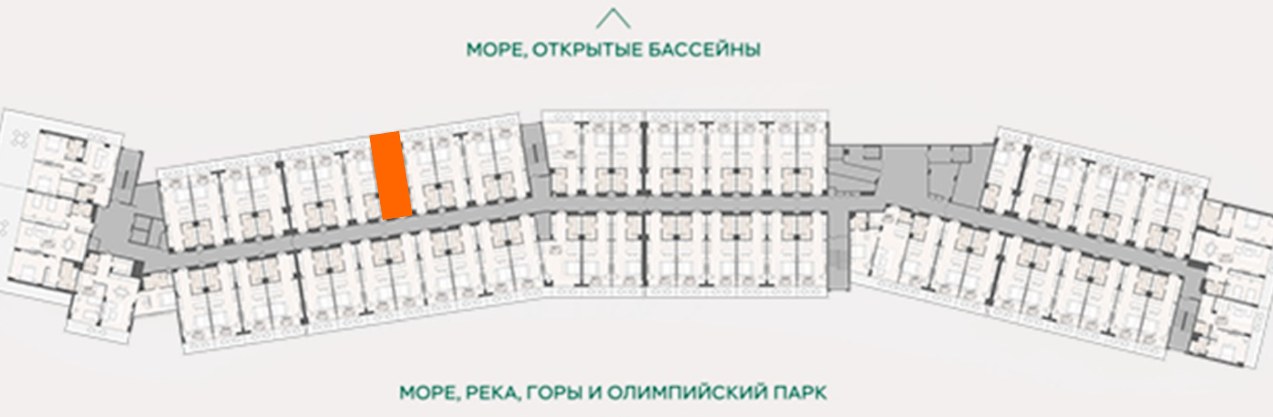 МОРЕ, ОТКРЫТЫЕ БАССЕЙНЫ
МОРЕ, РЕКА, ГОРЫ И ОЛИМПИЙСКИЙ ПАРК